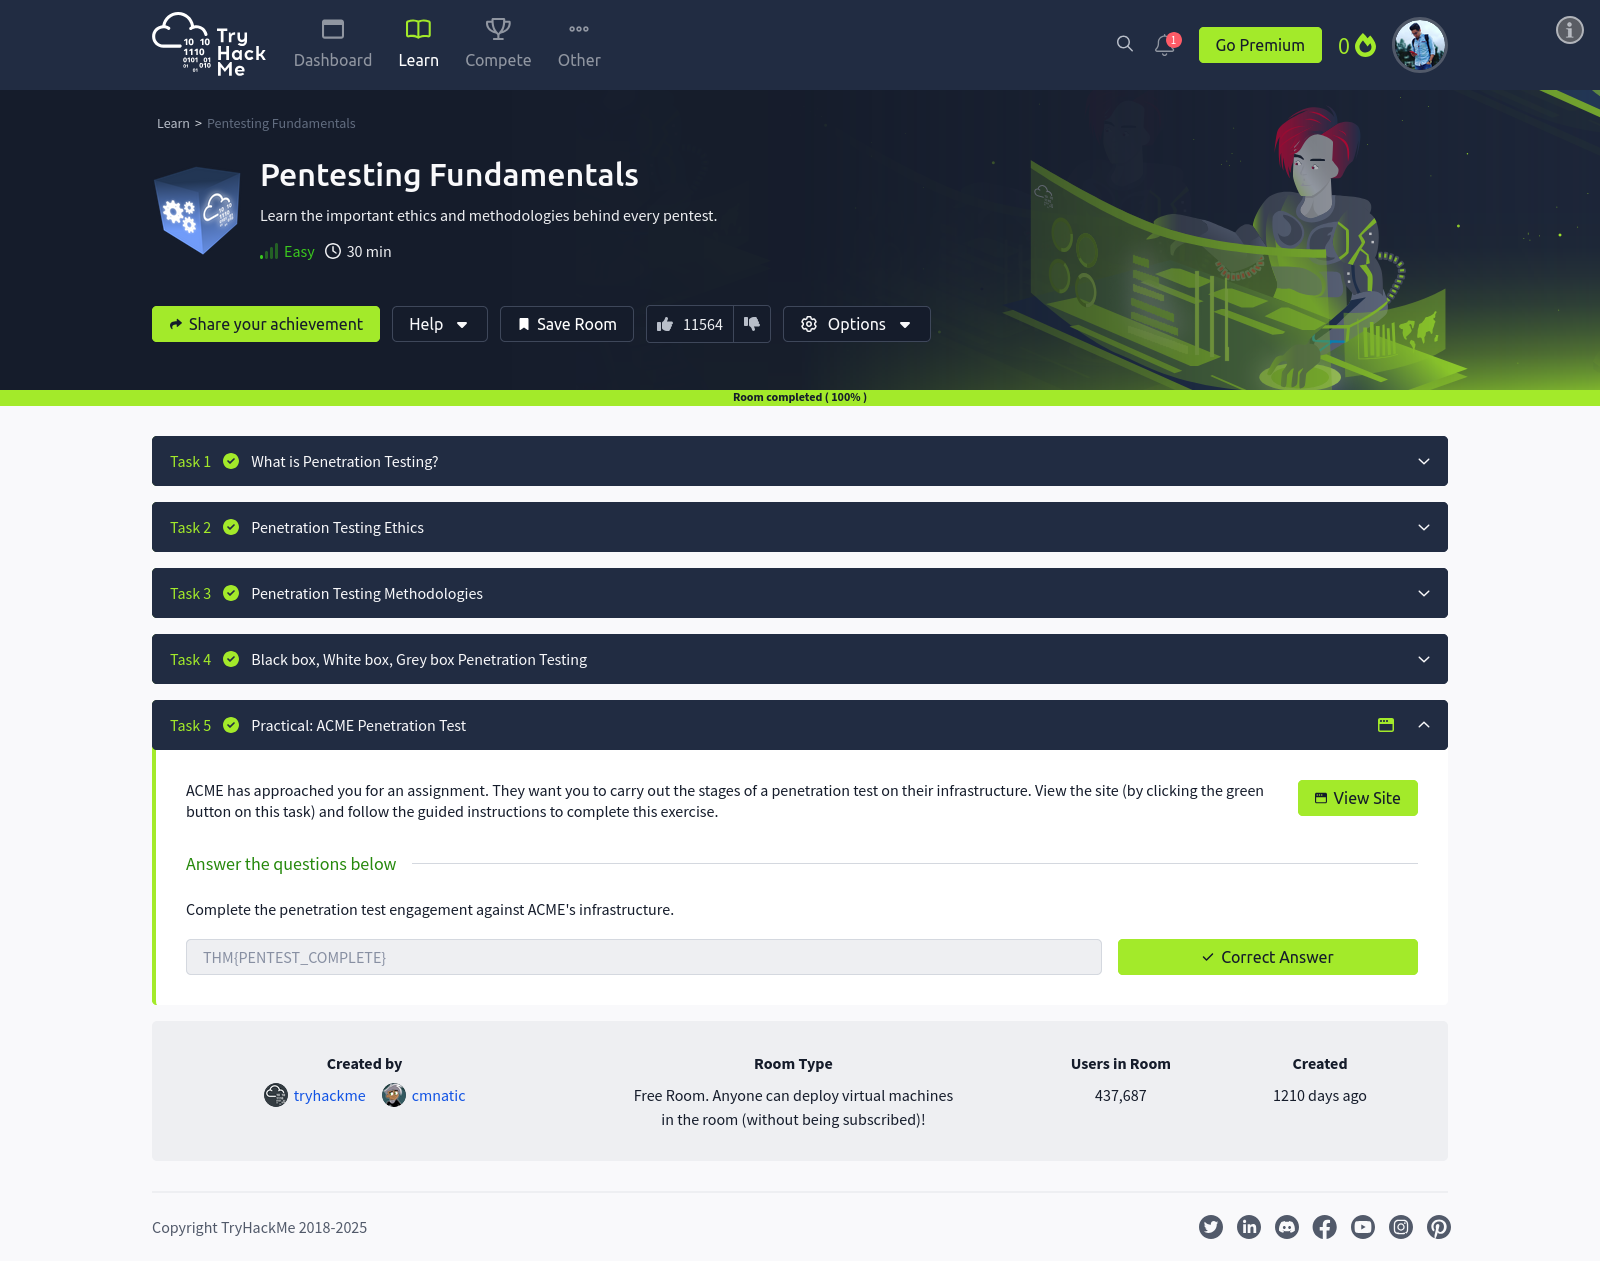 Try
Hack
Me
Dashboard
Learn
Compete
Other
1
Go Premium
0
Learn > Pentesting Fundamentals
Pentesting Fundamentals
Learn the important ethics and methodologies behind every pentest.
Easy 30 min
Share your achievement
Help
Save Room
11564
Options
Room completed ( 100% )
Task 1 What is Penetration Testing?
Task 2 Penetration Testing Ethics
Task 3 Penetration Testing Methodologies
Task 4 Black box, White box, Grey box Penetration Testing
Task 5 Practical: ACME Penetration Test
ACME has approached you for an assignment. They want you to carry out the stages of a penetration test on their infrastructure. View the site (by clicking the green
button on this task) and follow the guided instructions to complete this exercise.
View Site
Answer the questions below
Complete the penetration test engagement against ACME's infrastructure.
THM{PENTEST_COMPLETE}
Correct Answer
Created by
tryhackme cmnatic
Room Type
Free Room. Anyone can deploy virtual machines
in the room (without being subscribed)!
Users in Room
437,687
Created
1210 days ago
Copyright TryHackMe 2018-2025